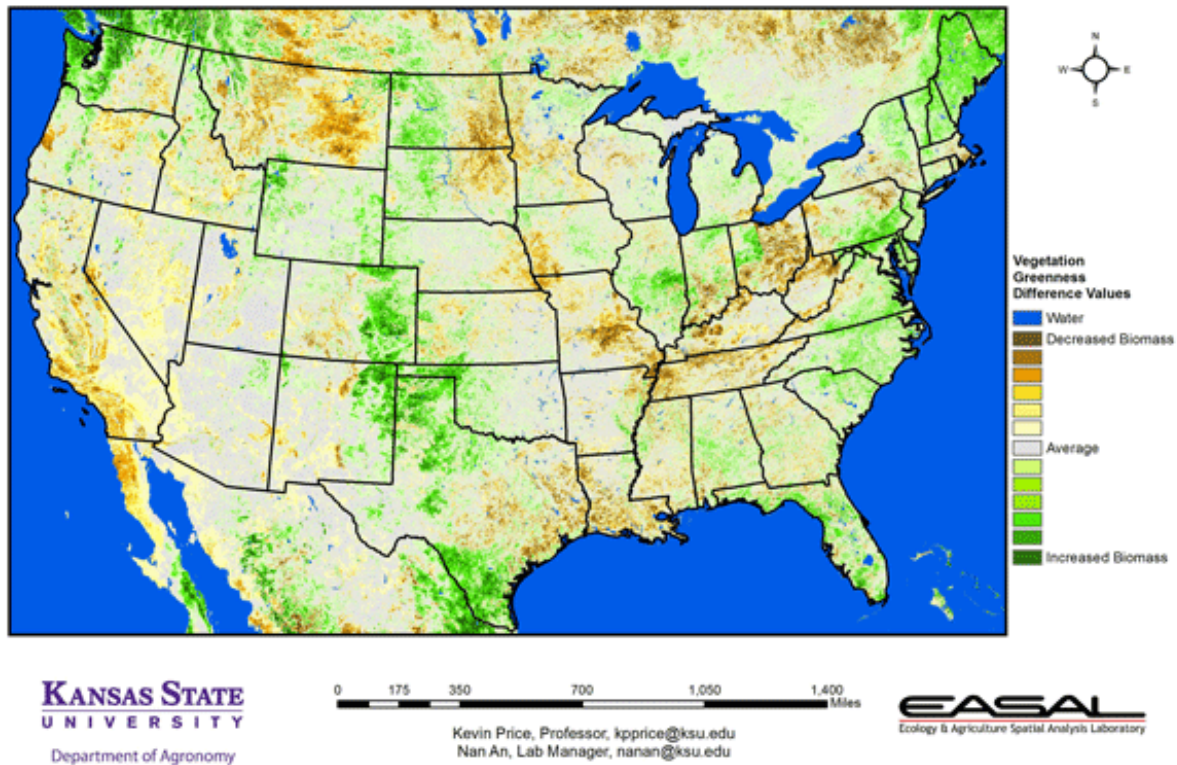 N
W
E
S
Vegetation
Greenness
Difference Values
Water
Decreased Biomass
Average
Increased Biomass
KANSAS STATE
UNIVERSITY
Department of Agronomy
0 175 350 700 1,050 1,400
Miles
Kevin Price, Professor, kpprice@ksu.edu
Nan An, Lab Manager, nanan@ksu.edu
EASAL
Ecology & Agriculture Spatial Analysis Laboratory